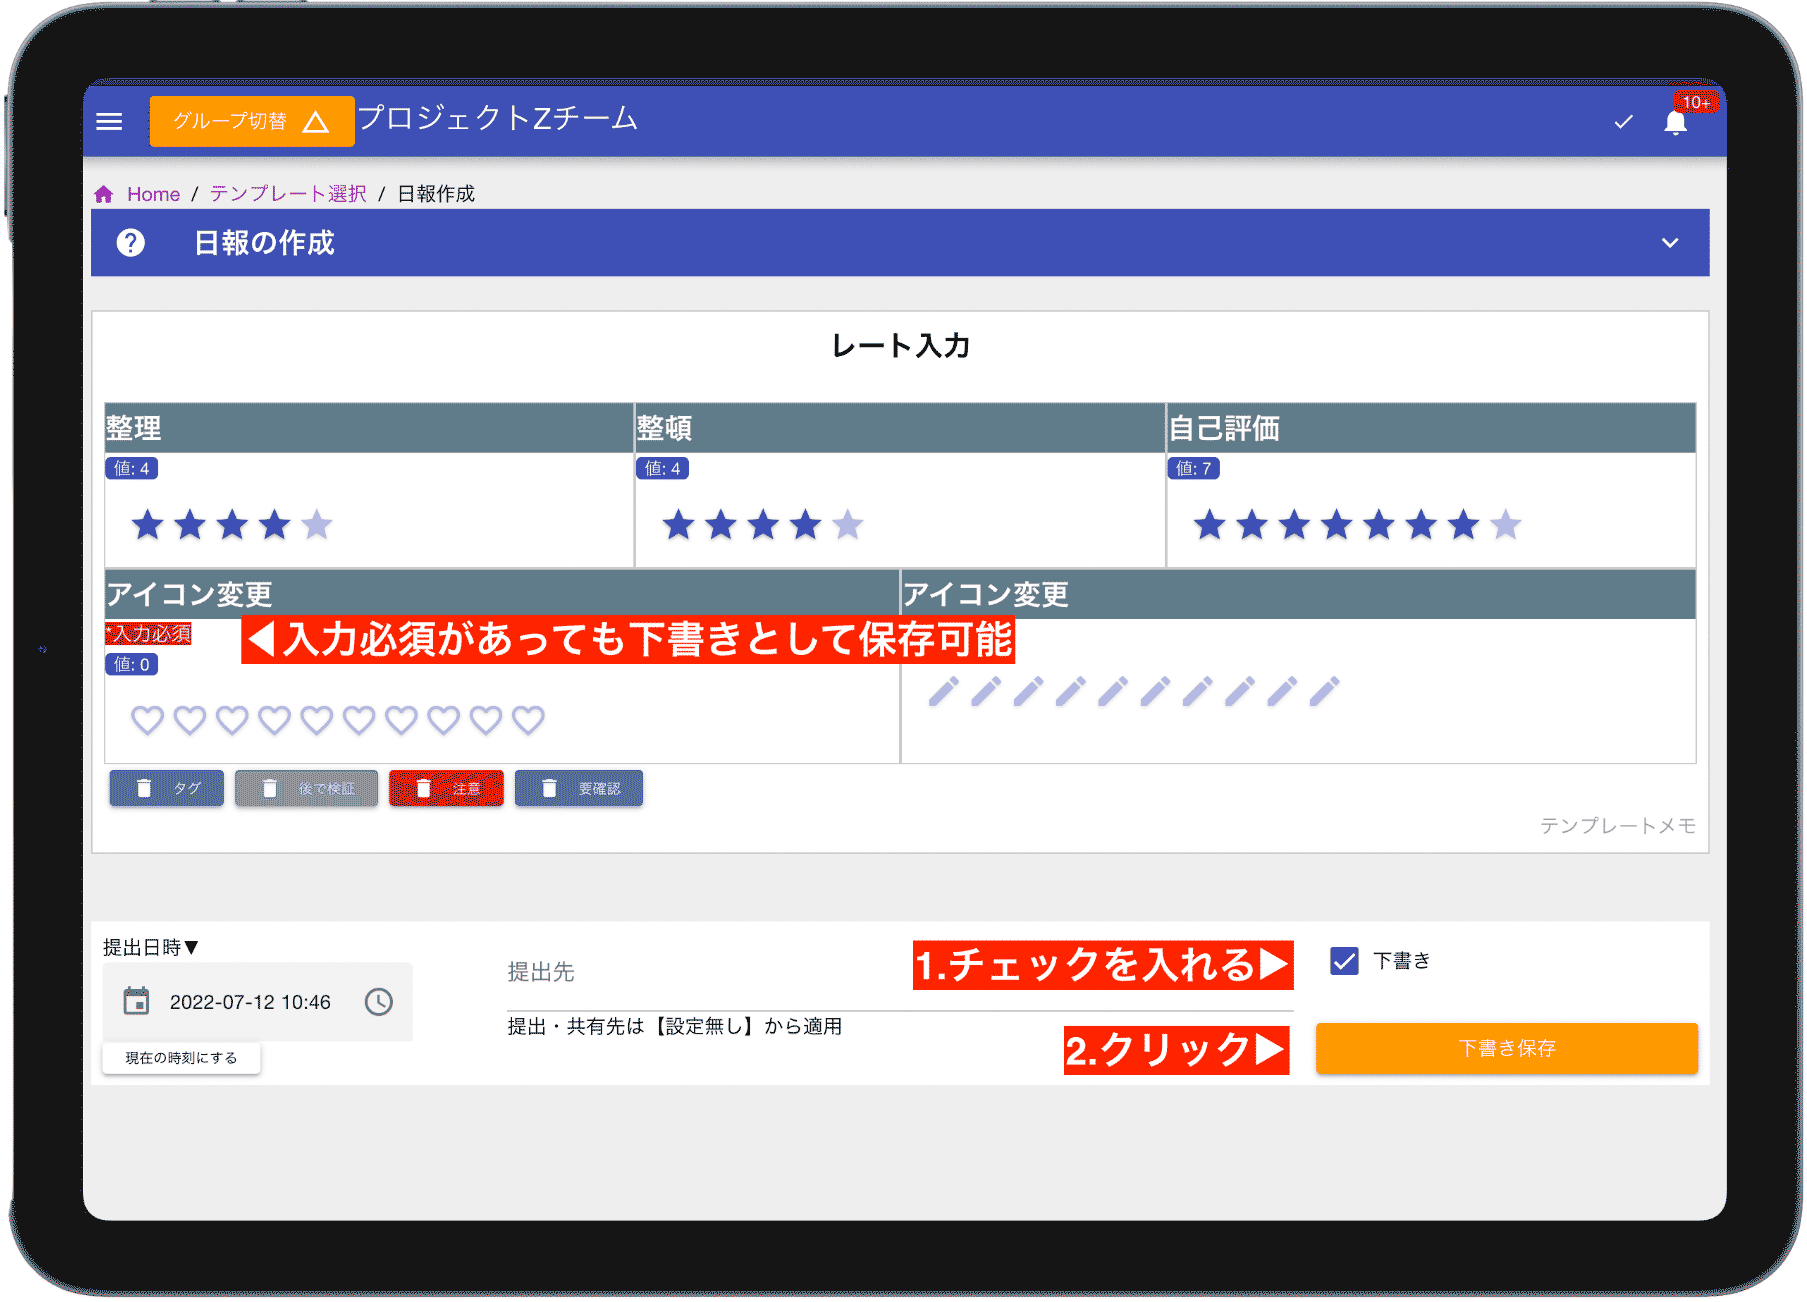 グループ切替 プロジェクトZチーム
10+
Home / テンプレート選択 / 日報作成
日報の作成
レート入力
整理 整頓 自己評価
値: 4 値: 4 値: 7
アイコン変更 アイコン変更
*入力必須
◀入力必須があっても下書きとして保存可能
値: 0
タグ 後で検証 注意 要確認
テンプレートメモ
提出日時▼
提出先
1.チェックを入れる▶
下書き
2022-07-12 10:46
提出・共有先は【設定無し】から適用
2.クリック▶
下書き保存
現在の時刻にする